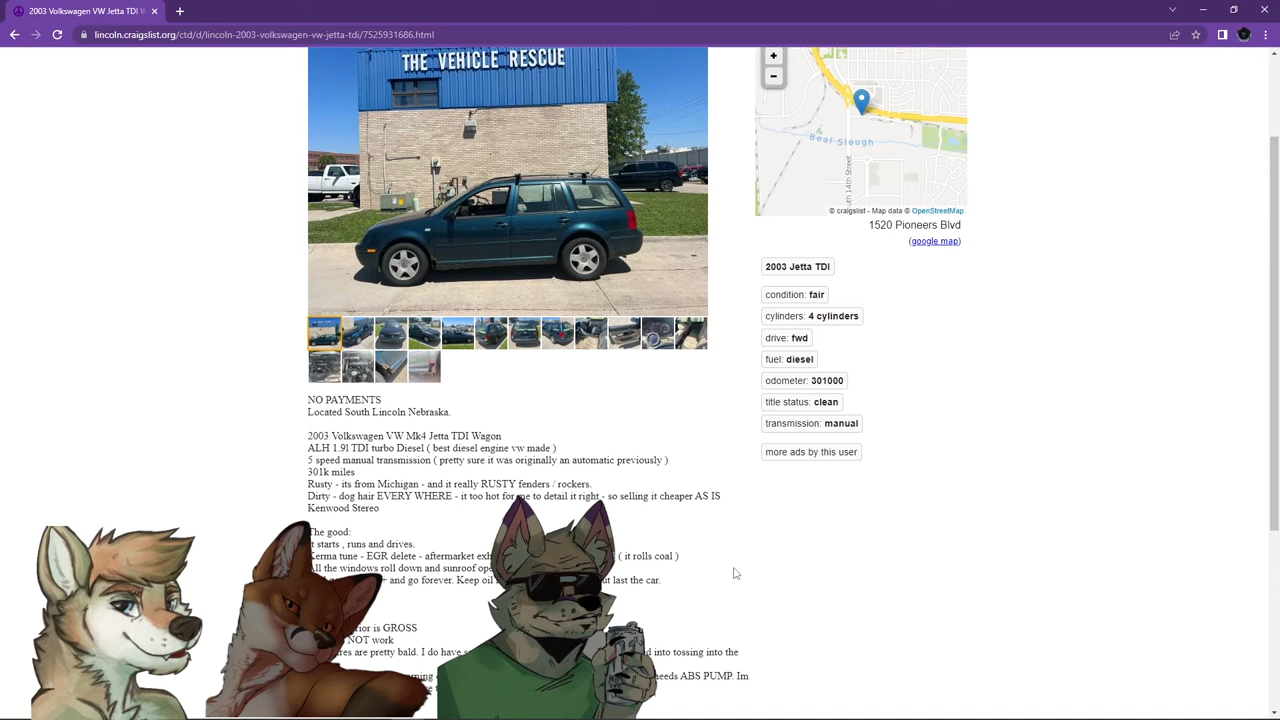 2003 Volkswagen VW Jetta TDI W
lincoln.craigslist.org/ctd/d/lincoln-2003-volkswagen-vw-jetta-tdi/7525931686.html
THE VEHICLE RESCUE
+
−
Beal Slough
uth 14th Street
© craigslist - Map data © OpenStreetMap
1520 Pioneers Blvd
(google map)
2003 Jetta TDI
condition: fair
cylinders: 4 cylinders
drive: fwd
fuel: diesel
odometer: 301000
title status: clean
transmission: manual
more ads by this user
NO PAYMENTS
Located South Lincoln Nebraska.
2003 Volkswagen VW Mk4 Jetta TDI Wagon
ALH 1.9l TDI turbo Diesel ( best diesel engine vw made )
5 speed manual transmission ( pretty sure it was originally an automatic previously )
301k miles
Rusty - its from Michigan - and it really RUSTY fenders / rockers.
Dirty - dog hair EVERY WHERE - it too hot for me to detail it right - so selling it cheaper AS IS
Kenwood Stereo
The good:
t starts , runs and drives.
Kerma tune - EGR delete - aftermarket exh ( it rolls coal )
All the windows roll down and sunroof ope
+ and go forever. Keep oil ut last the car.
rior is GROSS
NOT work
res are pretty bald. I do have s d into tossing into the
rning needs ABS PUMP. Im